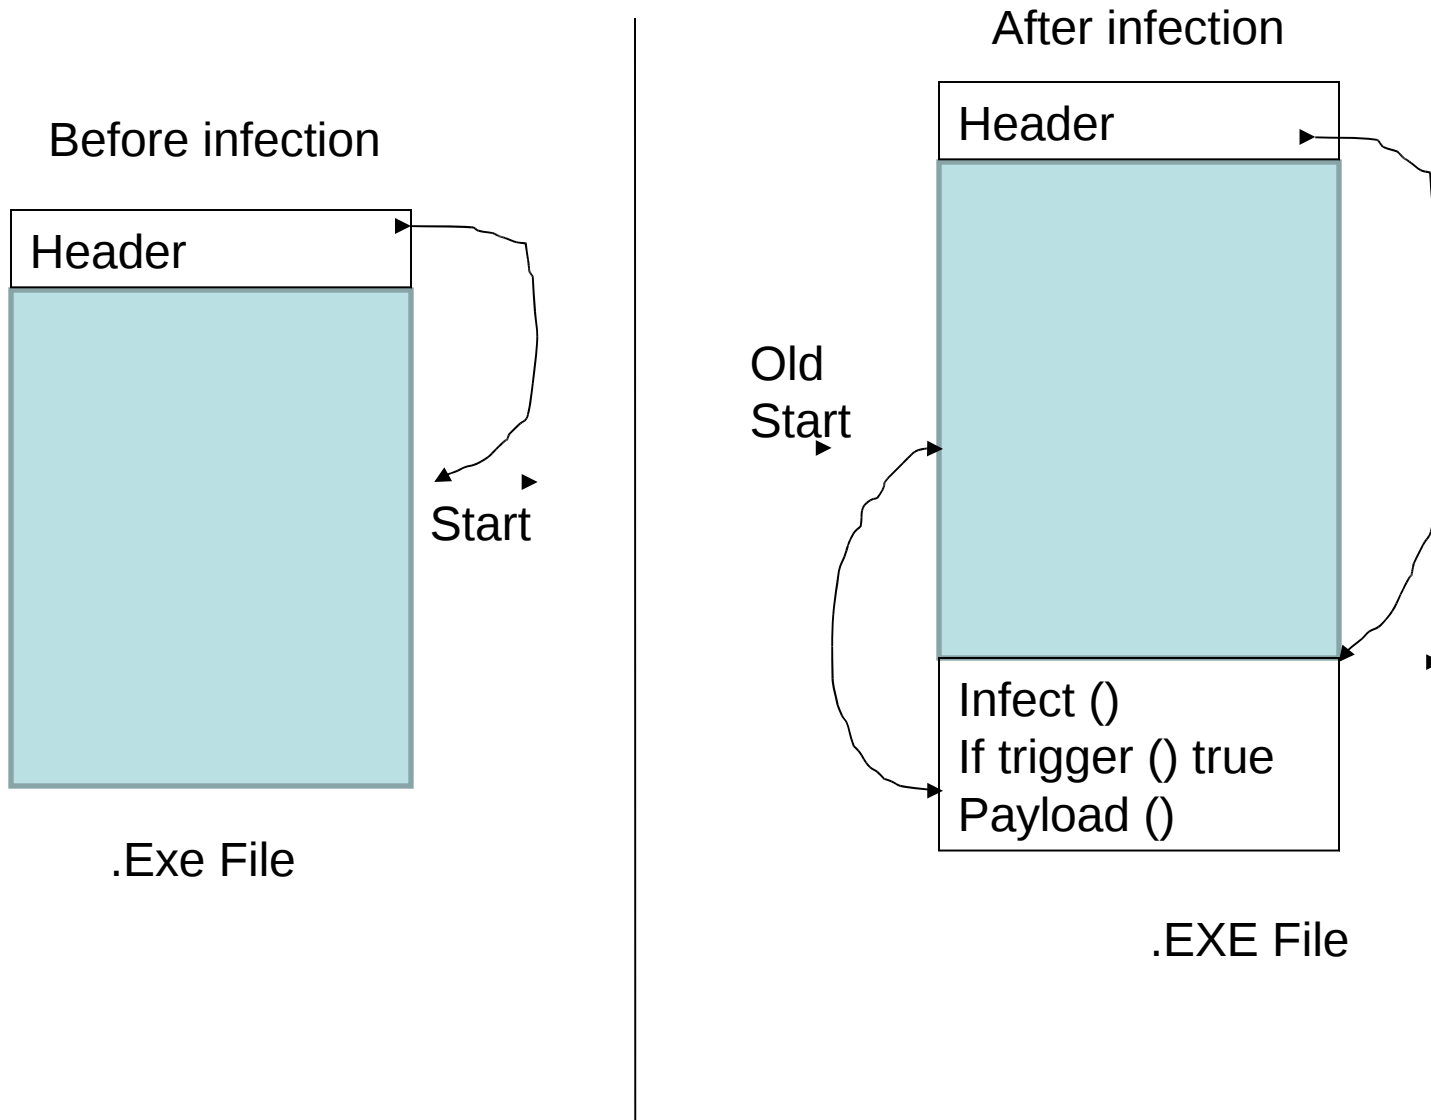 Before infection
Header
Start
.Exe File
After infection
Header
Old
Start
Infect ()
If trigger () true
Payload ()
.EXE File